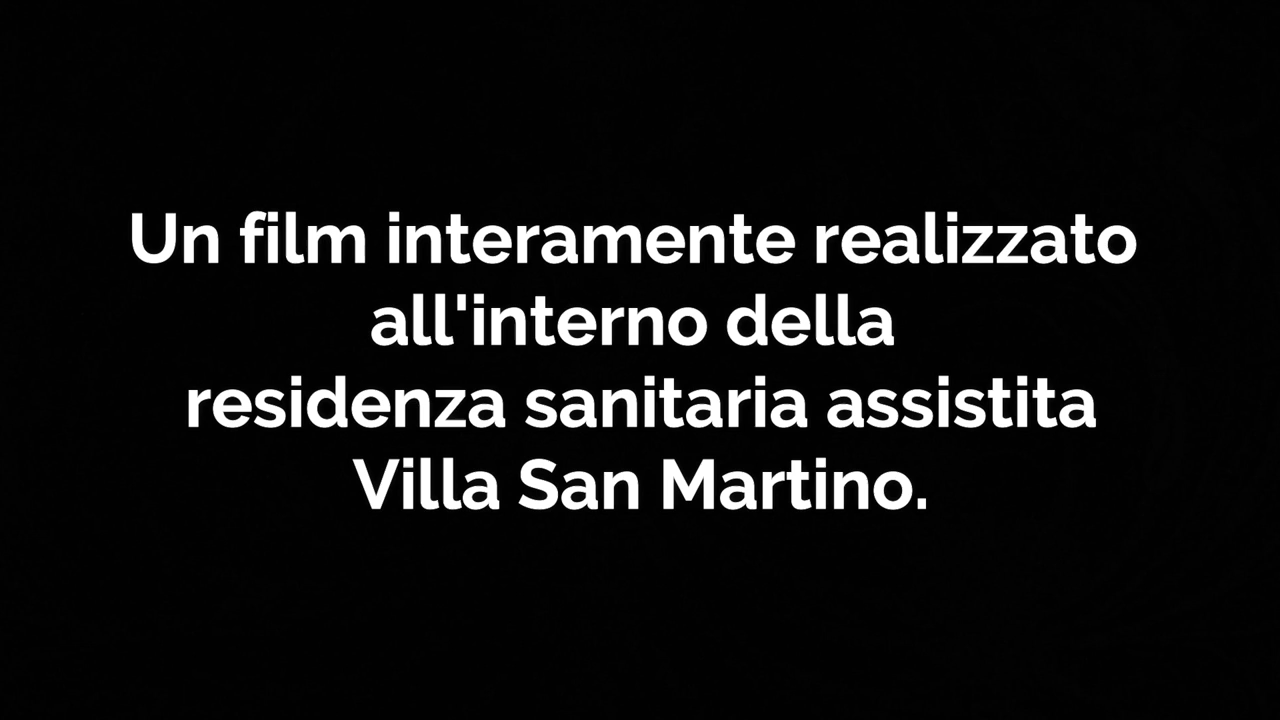 Un film interamente realizzato
all'interno della
residenza sanitaria assistita
Villa San Martino.